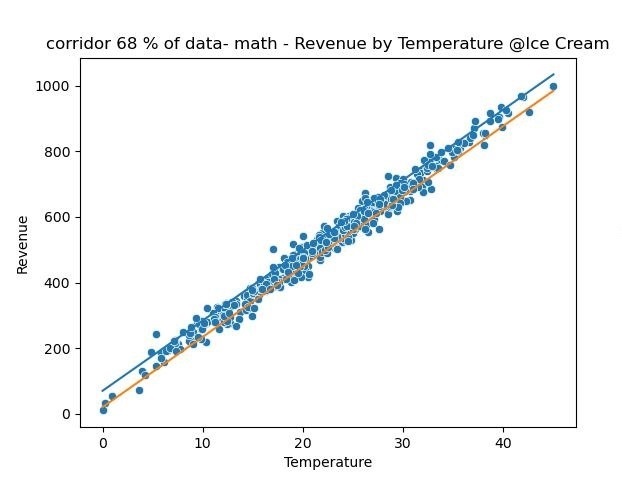 corridor 68 % of data- math - Revenue by Temperature @Ice Cream
Revenue
1000
800
600
400
200
0
0 10 20 30 40
Temperature